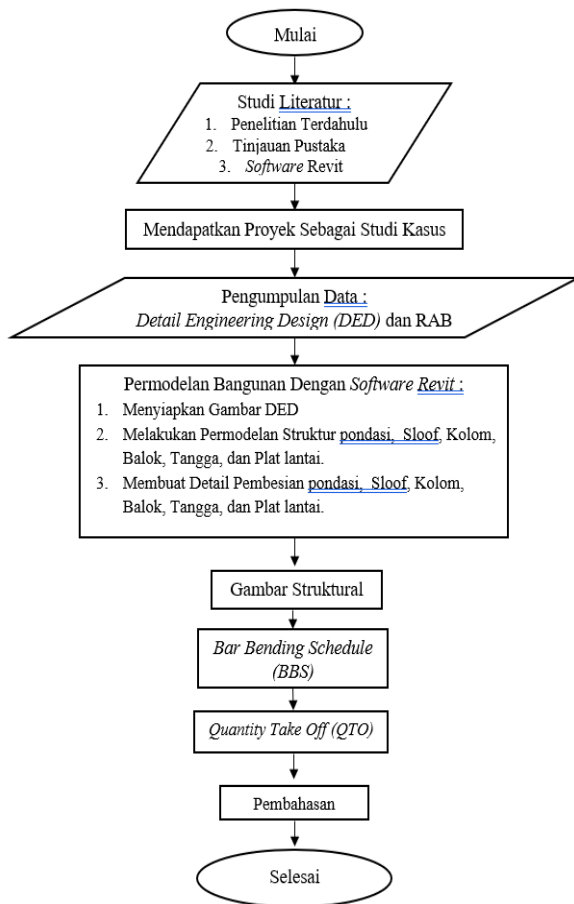 Mulai
Studi Literatur :
1. Penelitian Terdahulu
2. Tinjauan Pustaka
3. Software Revit
Mendapatkan Proyek Sebagai Studi Kasus
Pengumpulan Data :
Detail Engineering Design (DED) dan RAB
Permodelan Bangunan Dengan Software Revit :
1. Menyiapkan Gambar DED
2. Melakukan Permodelan Struktur pondasi, Sloof, Kolom,
Balok, Tangga, dan Plat lantai.
3. Membuat Detail Pembesian pondasi, Sloof, Kolom,
Balok, Tangga, dan Plat lantai.
Gambar Struktural
Bar Bending Schedule
(BBS)
Quantity Take Off (QTO)
Pembahasan
Selesai